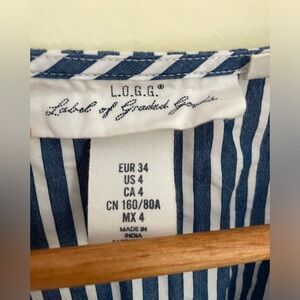 L.O.G.G.®
Label of Graded Goods
EUR 34
US 4
CA 4
CN 160/80A
MX 4
MADE IN
INDIA